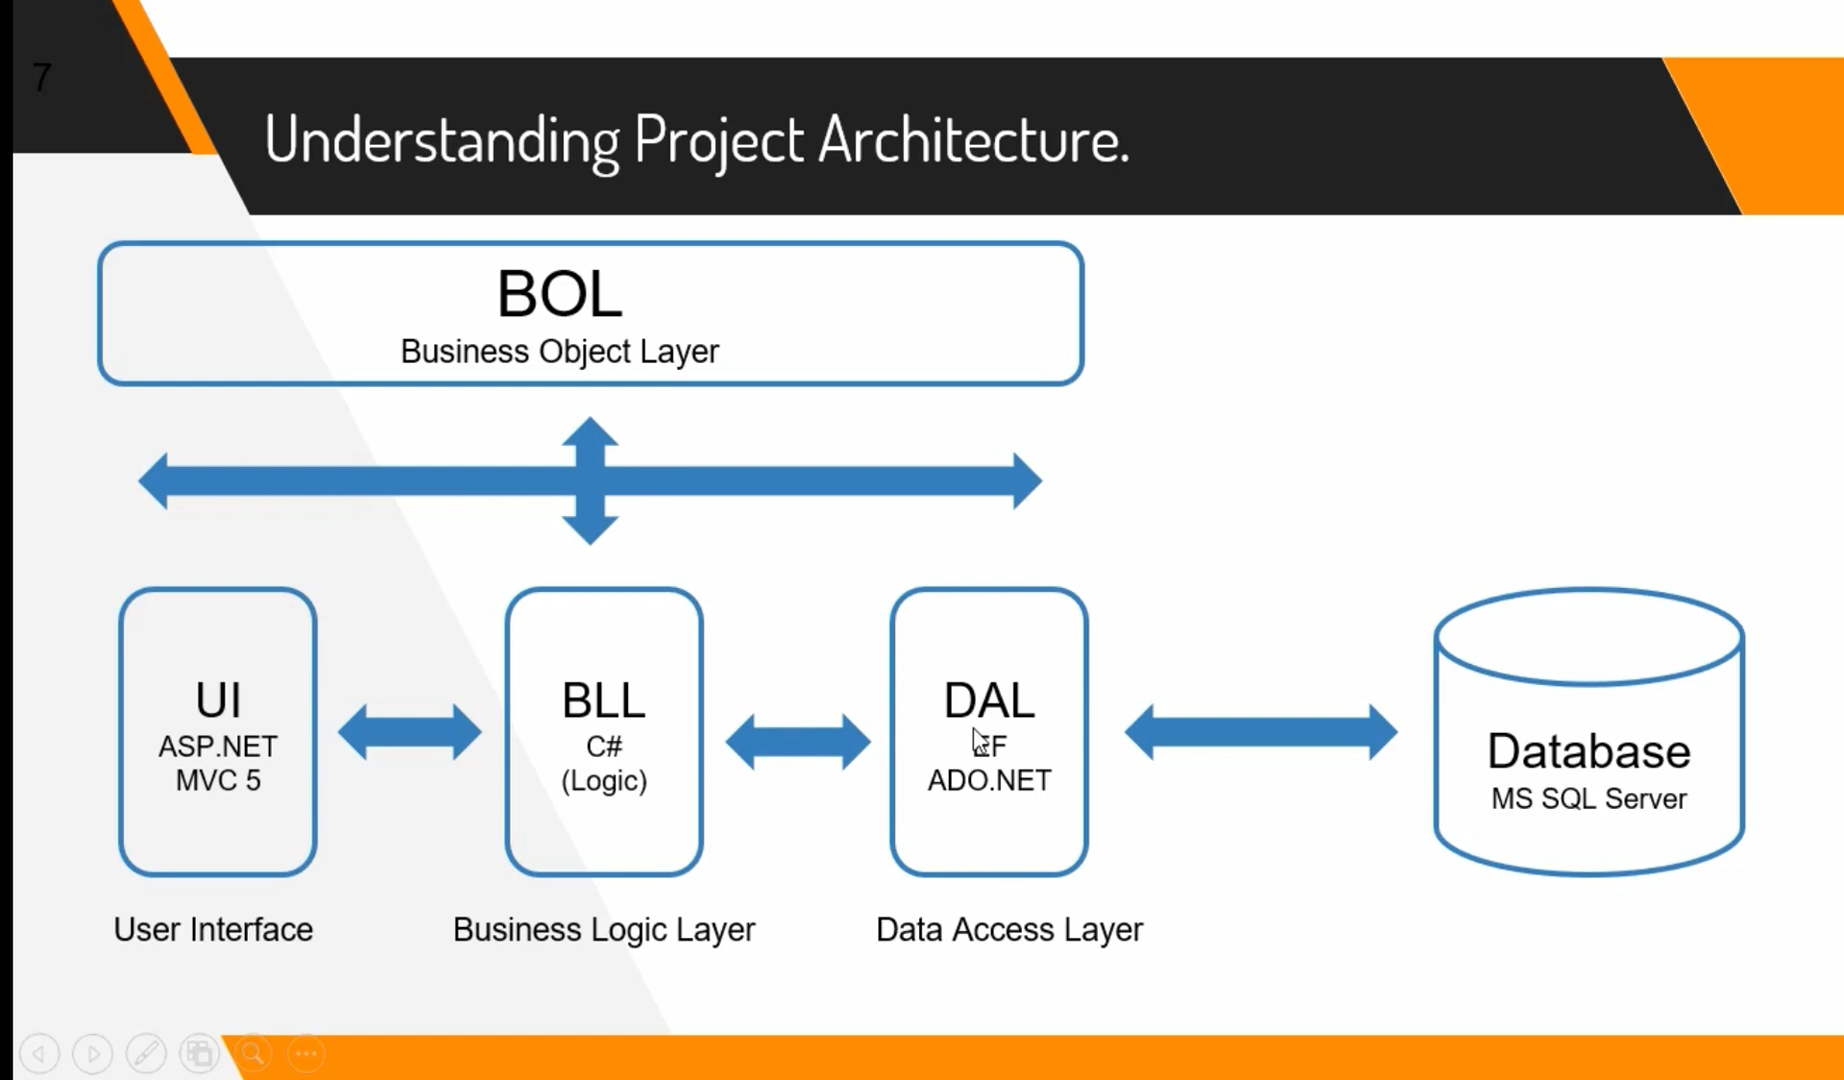 7
Understanding Project Architecture.
BOL
Business Object Layer
UI
ASP.NET
MVC 5
BLL
C#
(Logic)
DAL
EF
ADO.NET
Database
MS SQL Server
User Interface
Business Logic Layer
Data Access Layer